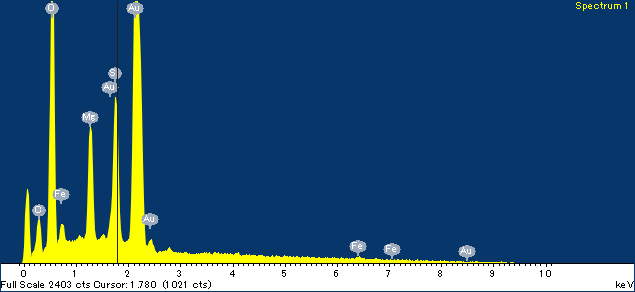 Spectrum 1
O
Au
Si
Au
Mg
Fe
Au
Fe
Fe
Au
0 1 2 3 4 5 6 7 8 9 10
Full Scale 2403 cts Cursor: 1.780 (1021 cts) keV